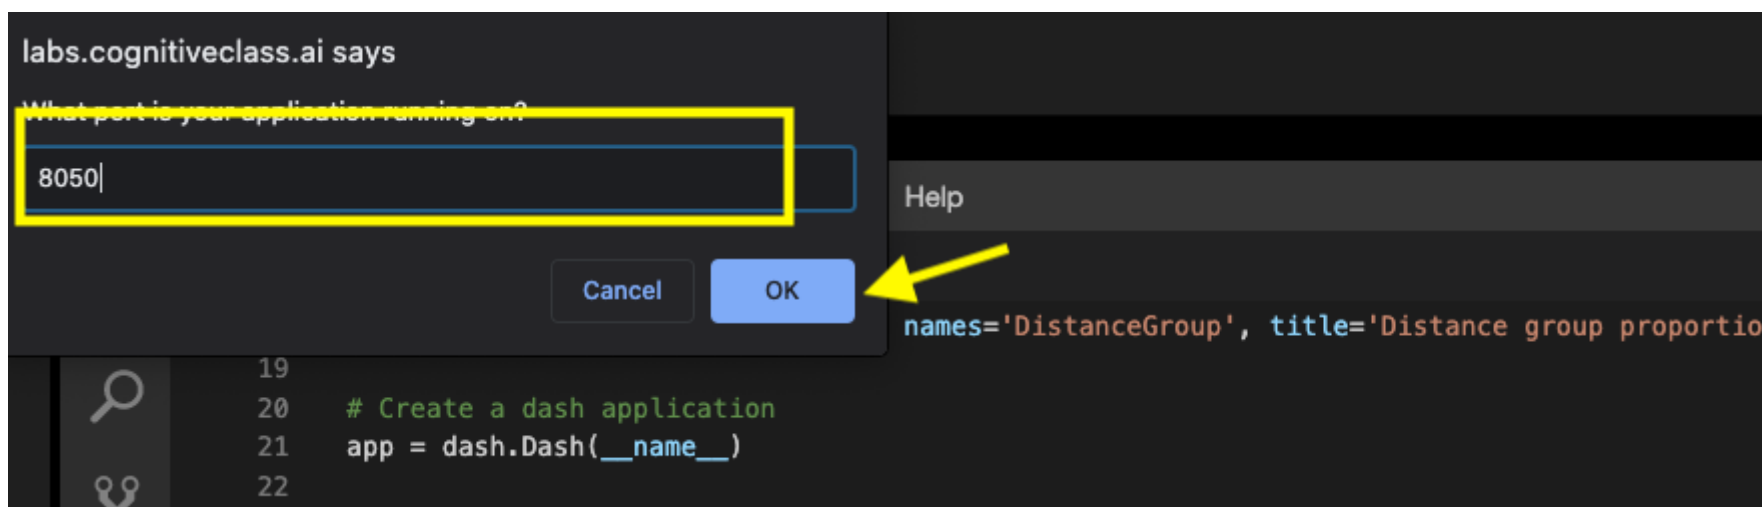 labs.cognitiveclass.ai says
What port is your application running on?
8050
Cancel
OK
Help
names='DistanceGroup', title='Distance group proportio
19
20 # Create a dash application
21 app = dash.Dash(__name__)
22